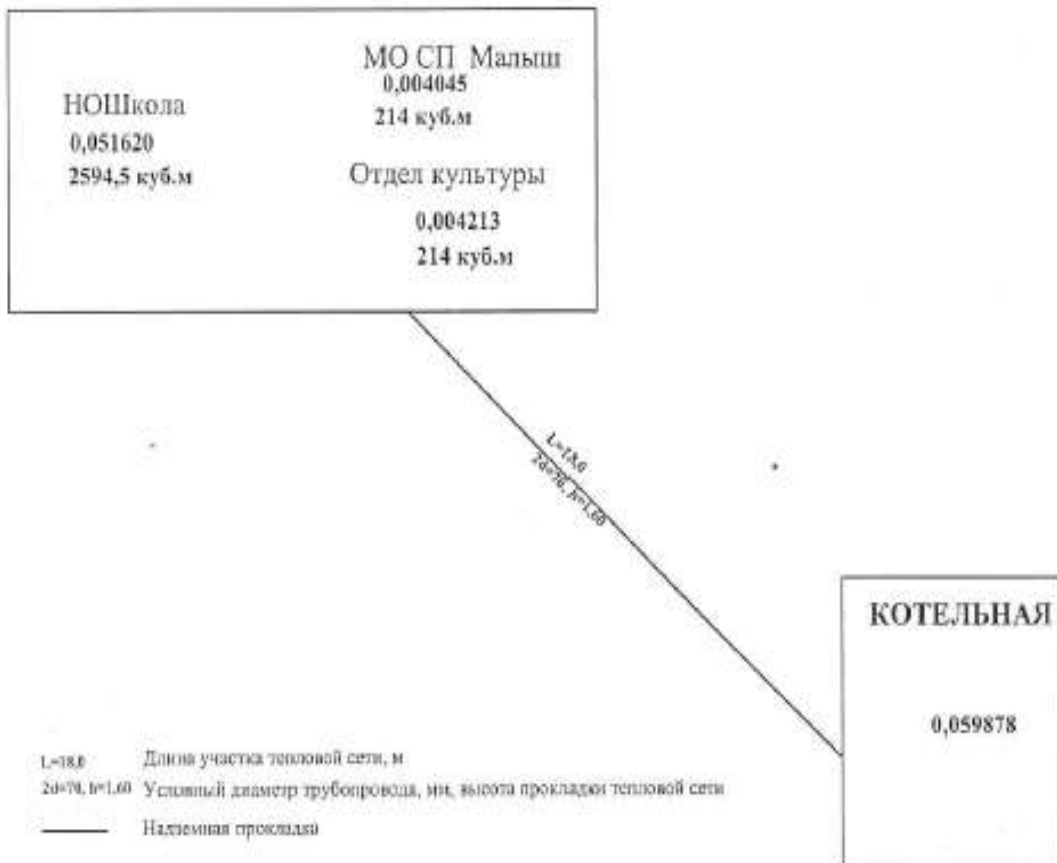 МО СП Малыш
0,004045
214 куб.м
НОШкола
0,051620
2594,5 куб.м
Отдел культуры
0,004213
214 куб.м
L=18,0
2d=76, h=1,60
КОТЕЛЬНАЯ
0,059878
L=18,0 Длина участка тепловой сети, м
2d=70, h=1,60 Условный диаметр трубопровода, мм, высота прокладки тепловой сети
Надземная прокладка